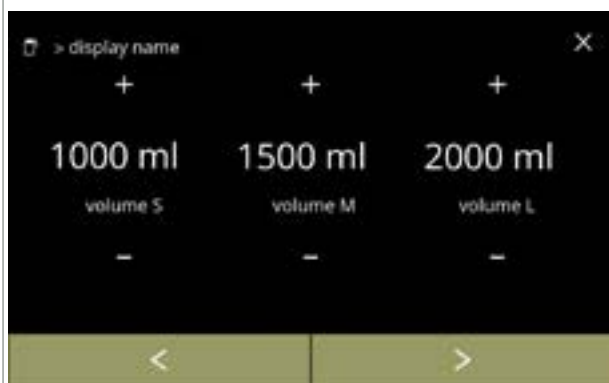 > display name ×
+ + +
1000 ml 1500 ml 2000 ml
volume S volume M volume L
− − −
< >